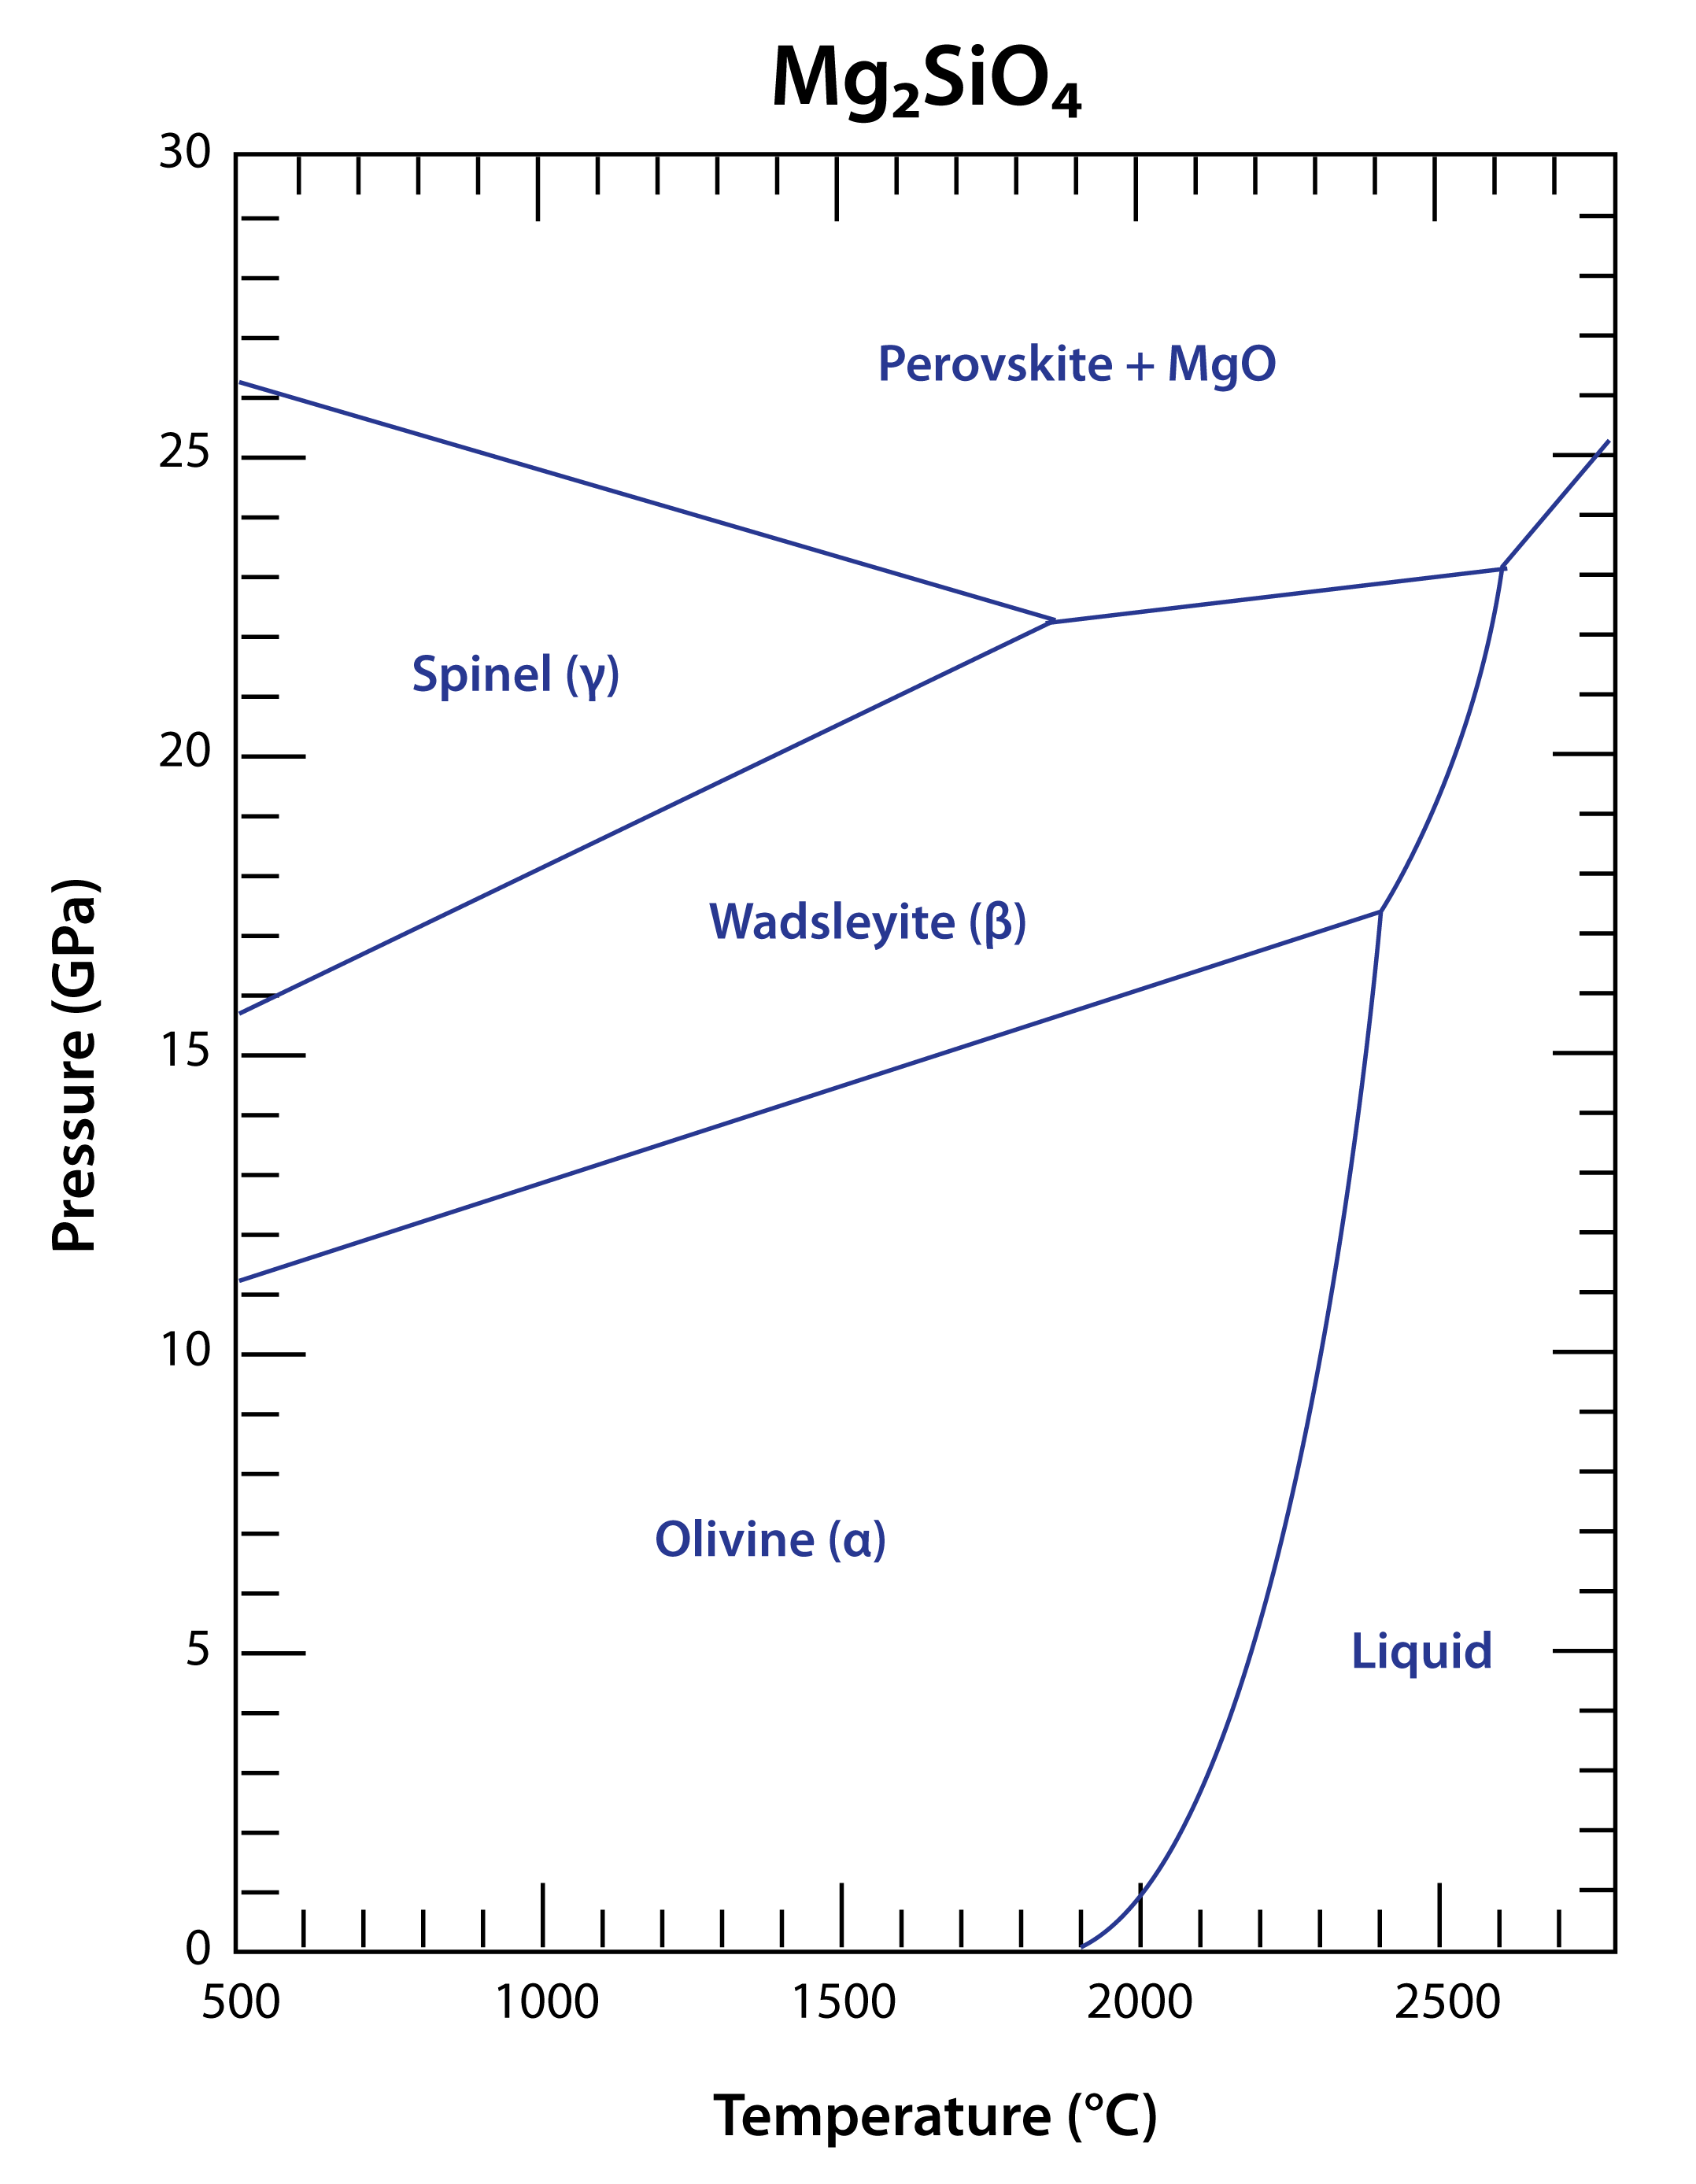 Mg₂SiO₄
30
25
20
15
10
5
0
Pressure (GPa)
Perovskite + MgO
Spinel (γ)
Wadsleyite (β)
Olivine (α)
Liquid
500 1000 1500 2000 2500
Temperature (°C)